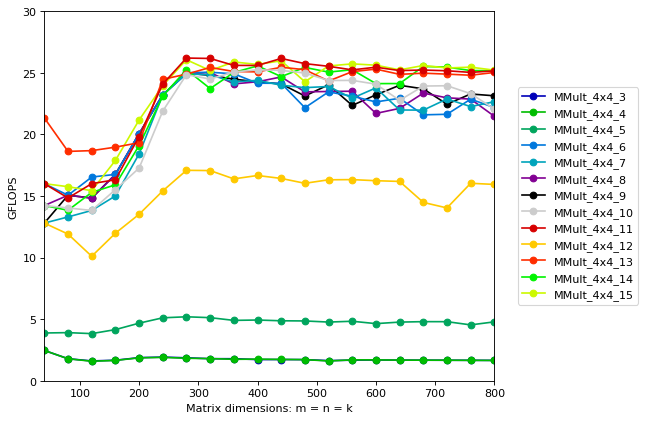 30
25
20
15
10
5
0
GFLOPS
100
200
300
400
500
600
700
800
Matrix dimensions: m = n = k
MMult_4x4_3
MMult_4x4_4
MMult_4x4_5
MMult_4x4_6
MMult_4x4_7
MMult_4x4_8
MMult_4x4_9
MMult_4x4_10
MMult_4x4_11
MMult_4x4_12
MMult_4x4_13
MMult_4x4_14
MMult_4x4_15